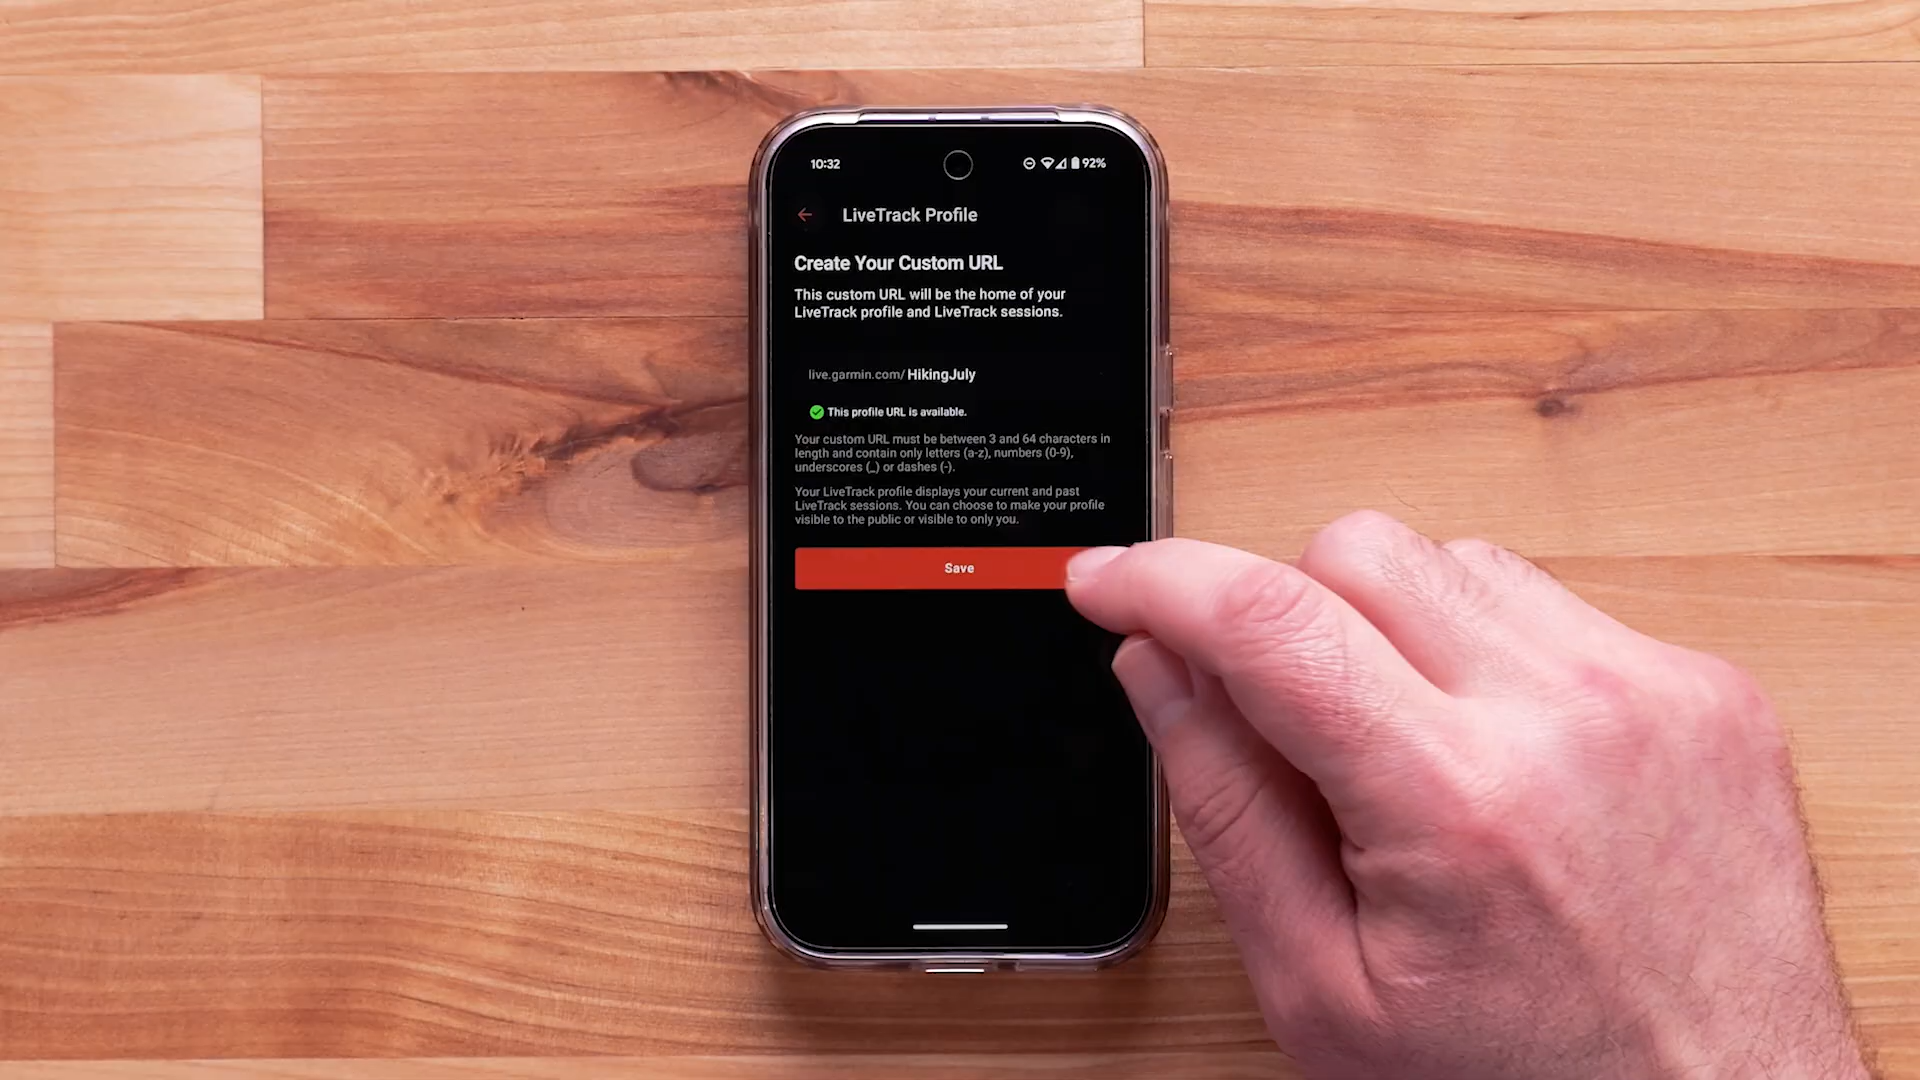 10:32
92%
LiveTrack Profile
Create Your Custom URL
This custom URL will be the home of your
LiveTrack profile and LiveTrack sessions.
live.garmin.com/ HikingJuly
This profile URL is available.
Your custom URL must be between 3 and 64 characters in
length and contain only letters (a-z), numbers (0-9),
underscores (_) or dashes (-).
Your LiveTrack profile displays your current and past
LiveTrack sessions. You can choose to make your profile
visible to the public or visible to only you.
Save